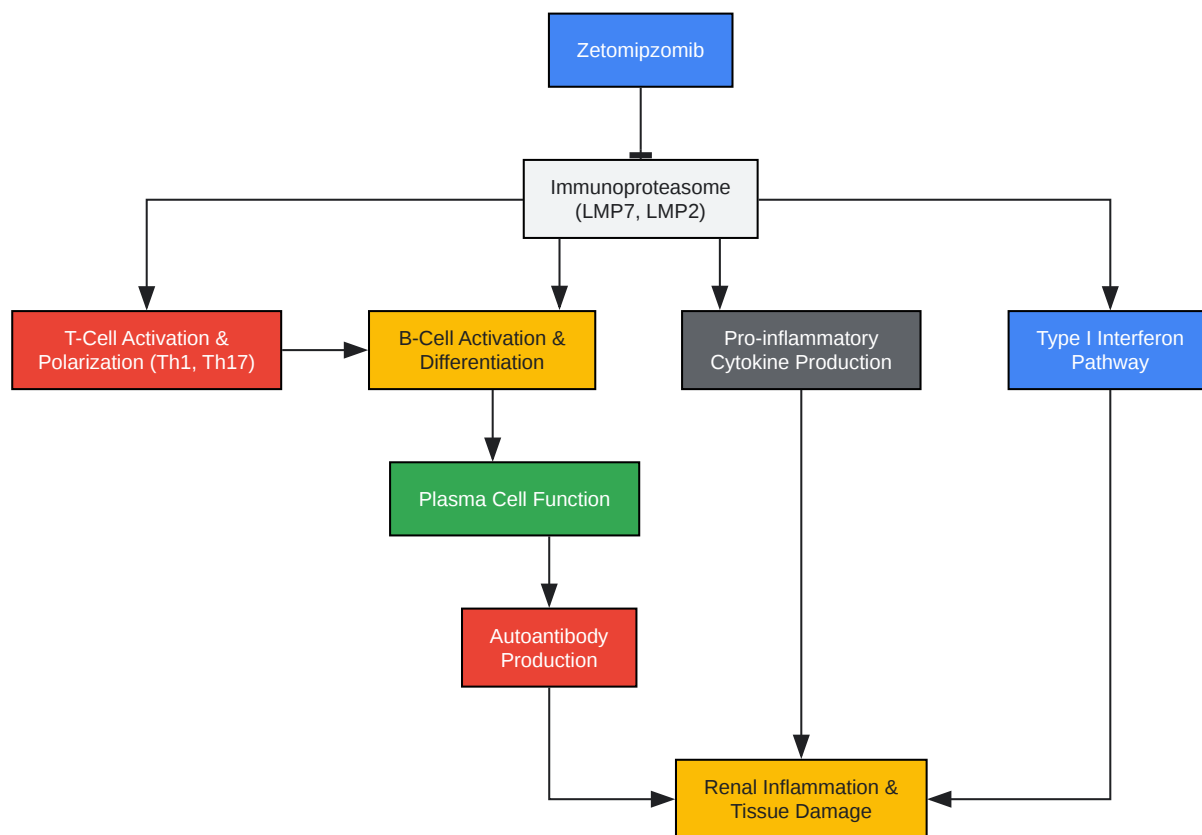 Zetomipzomib
Immunoproteasome
(LMP7, LMP2)
T-Cell Activation &
Polarization (Th1, Th17)
B-Cell Activation &
Differentiation
Pro-inflammatory
Cytokine Production
Type I Interferon
Pathway
Plasma Cell Function
Autoantibody
Production
Renal Inflammation &
Tissue Damage